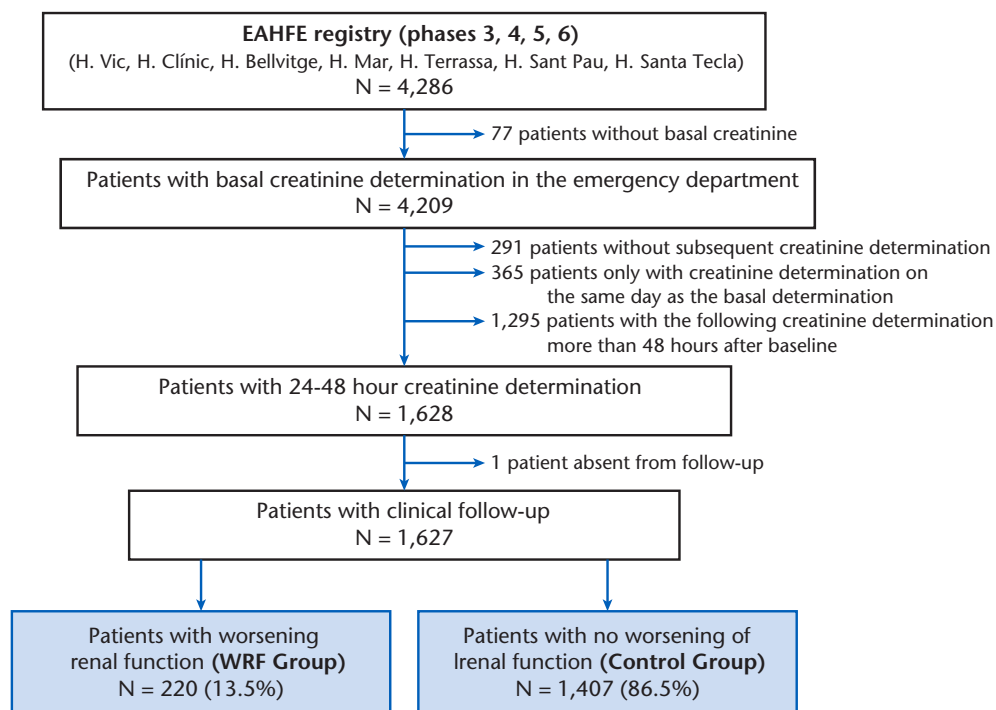 EAHFE registry (phases 3, 4, 5, 6)
(H. Vic, H. Clínic, H. Bellvitge, H. Mar, H. Terrassa, H. Sant Pau, H. Santa Tecla)
N = 4,286
77 patients without basal creatinine
Patients with basal creatinine determination in the emergency department
N = 4,209
291 patients without subsequent creatinine determination
365 patients only with creatinine determination on
the same day as the basal determination
1,295 patients with the following creatinine determination
more than 48 hours after baseline
Patients with 24-48 hour creatinine determination
N = 1,628
1 patient absent from follow-up
Patients with clinical follow-up
N = 1,627
Patients with worsening
renal function (WRF Group)
N = 220 (13.5%)
Patients with no worsening of
lrenal function (Control Group)
N = 1,407 (86.5%)